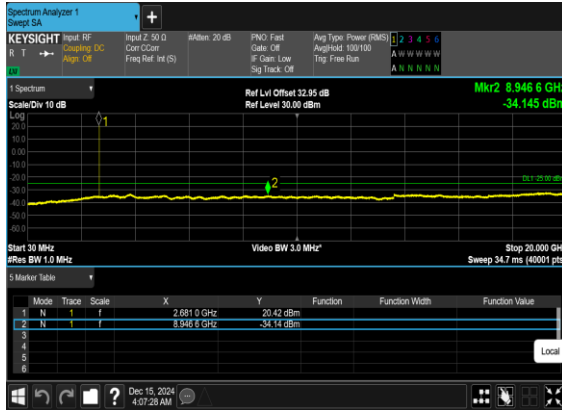 Spectrum Analyzer 1
Swept SA
+
KEYSIGHT
R T
LU
Input: RF
Coupling: DC
Align: Off
Input Z: 50 Ω
Corr CCorr
Freq Ref: Int (S)
#Atten: 20 dB
PNO: Fast
Gate: Off
IF Gain: Low
Sig Track: Off
Avg Type: Power (RMS)
Avg|Hold: 100/100
Trig: Free Run
1 2 3 4 5 6
A W W W W W
A N N N N N
1 Spectrum
Scale/Div 10 dB
Ref Lvl Offset 32.95 dB
Ref Level 30.00 dBm
Mkr2 8.946 6 GHz
-34.145 dBm
Log
20.0
10.0
0.00
-10.0
-20.0
-30.0
-40.0
-50.0
-60.0
1
2
DL1 -25.00 dBm
Start 30 MHz
#Res BW 1.0 MHz
Video BW 3.0 MHz*
Stop 20.000 GHz
Sweep 34.7 ms (40001 pts)
5 Marker Table
Mode Trace Scale X Y Function Function Width Function Value
1 N 1 f 2.681 0 GHz 20.42 dBm
2 N 1 f 8.946 6 GHz -34.14 dBm
3
4
5
6
Local
?
Dec 15, 2024
4:07:28 AM